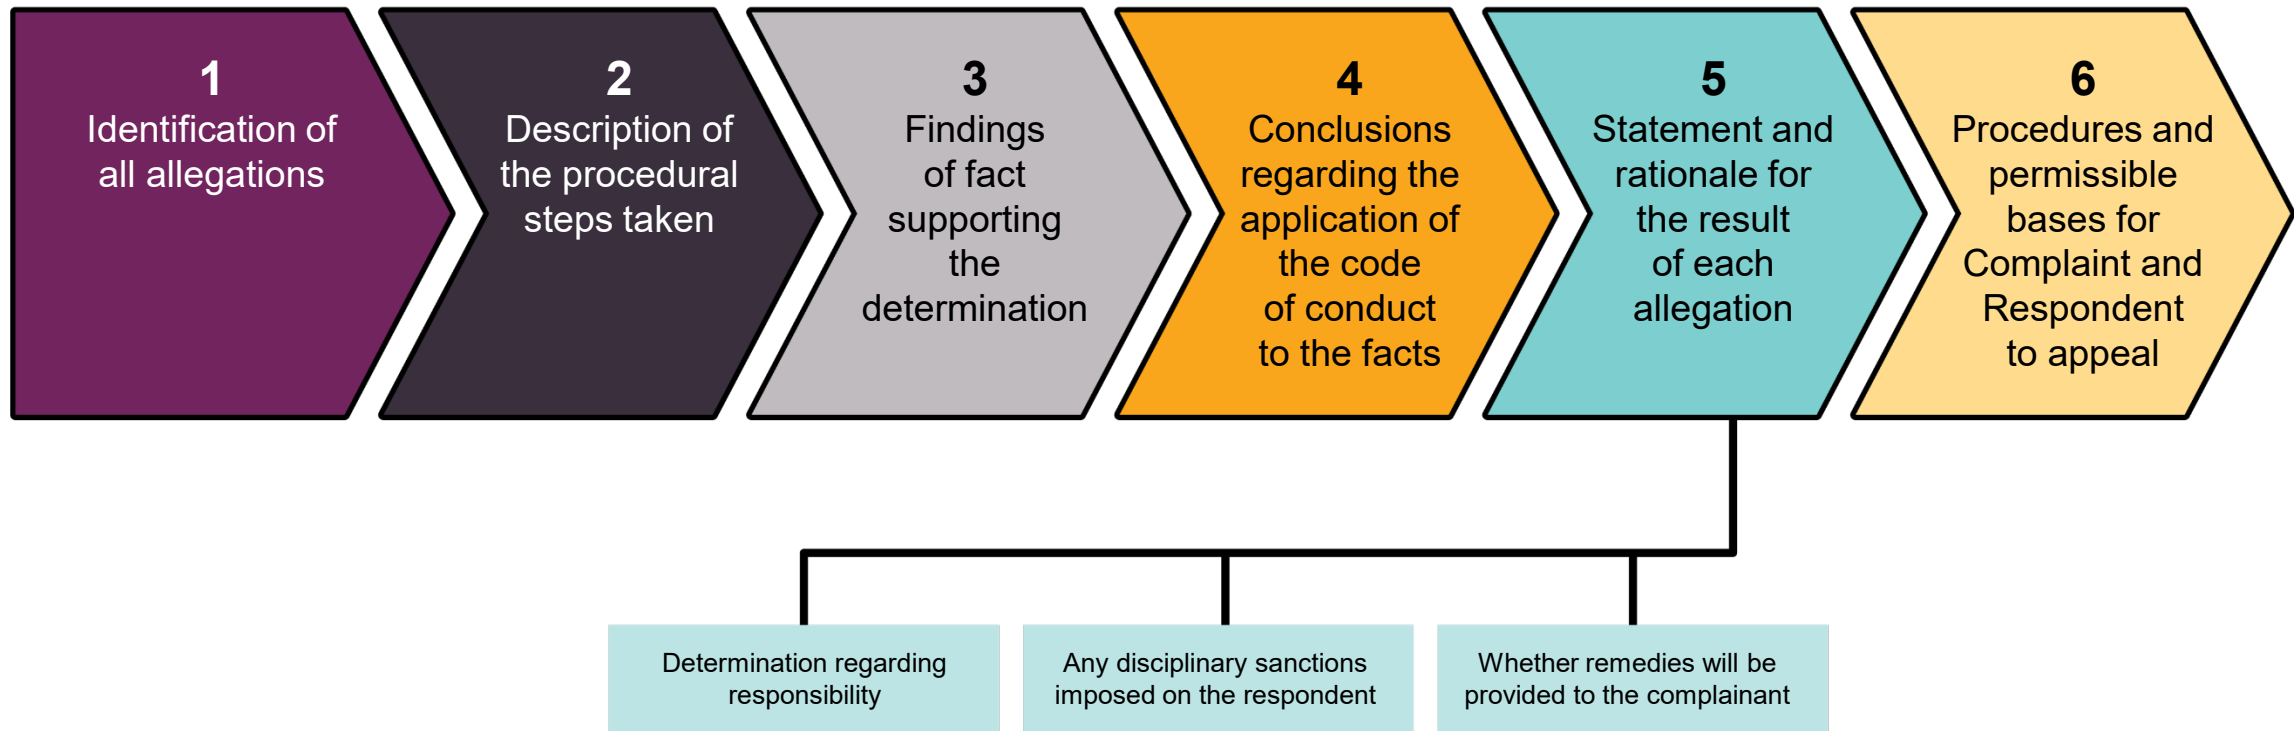 1
Identification of
all allegations
2
Description of
the procedural
steps taken
3
Findings
of fact
supporting
the
determination
4
Conclusions
regarding the
application of
the code
of conduct
to the facts
5
Statement and
rationale for
the result
of each
allegation
6
Procedures and
permissible
bases for
Complaint and
Respondent
to appeal
Determination regarding
responsibility
Any disciplinary sanctions
imposed on the respondent
Whether remedies will be
provided to the complainant